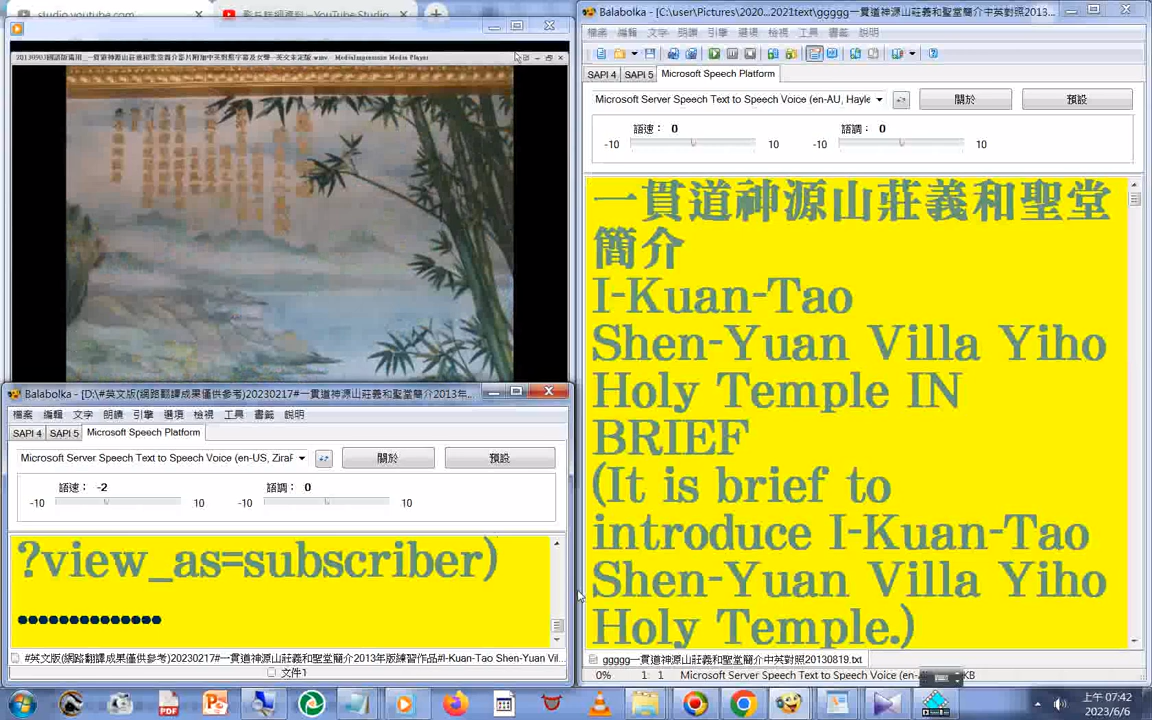 studio.youtube.com
影片詳細資料 - YouTube Studio
Balabolka - [C:\user\Pictures\2020...2021text\ggggg一貫道神源山莊義和聖堂簡介中英對照2013...
檔案 編輯 文字 朗讀 引擎 選項 檢視 工具 書籤 說明
SAPI 4 SAPI 5 Microsoft Speech Platform
Microsoft Server Speech Text to Speech Voice (en-AU, Hayle
關於
預設
語速： 0
語調： 0
-10 10 -10 10
一貫道神源山莊義和聖堂
簡介
I-Kuan-Tao
Shen-Yuan Villa Yiho
Holy Temple IN
BRIEF
(It is brief to
introduce I-Kuan-Tao
Shen-Yuan Villa Yiho
Holy Temple.)
ggggg一貫道神源山莊義和聖堂簡介中英對照20130819.txt
0% 1: 1 Microsoft Server Speech Text to Speech Voice (en-
KB
Balabolka - [D:\#英文版(網路翻譯成果僅供參考)20230217#一貫道神源山莊義和聖堂簡介2013年...
檔案 編輯 文字 朗讀 引擎 選項 檢視 工具 書籤 說明
SAPI 4 SAPI 5 Microsoft Speech Platform
Microsoft Server Speech Text to Speech Voice (en-US, ZiraP
關於
預設
語速： -2
語調： 0
-10 10 -10 10
?view_as=subscriber)
••••••••••••••
#英文版(網路翻譯成果僅供參考)20230217#一貫道神源山莊義和聖堂簡介2013年版練習作品#I-Kuan-Tao Shen-Yuan Vil...
文件1
上午 07:42
2023/6/6